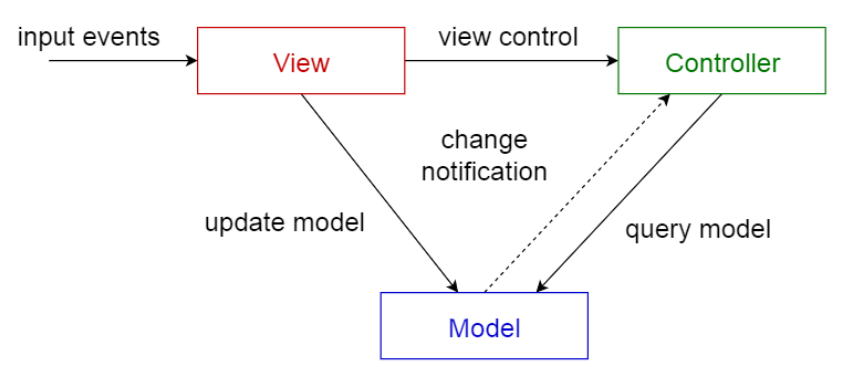 input events
View
view control
Controller
change
notification
update model
query model
Model